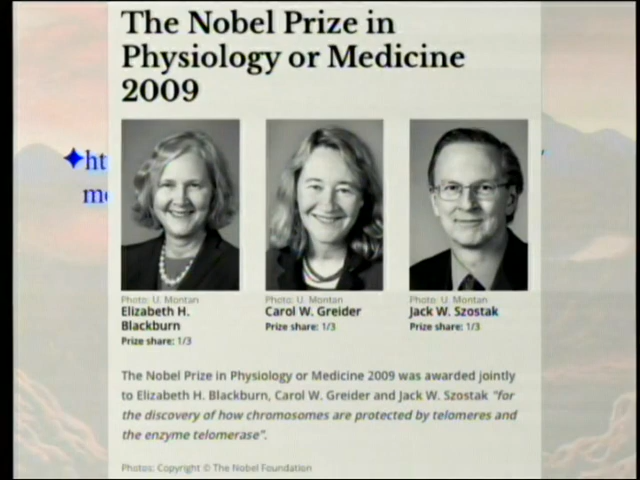 The Nobel Prize in
Physiology or Medicine
2009
Photo: U. Montan
Elizabeth H.
Blackburn
Prize share: 1/3
Photo: U. Montan
Carol W. Greider
Prize share: 1/3
Photo: U. Montan
Jack W. Szostak
Prize share: 1/3
The Nobel Prize in Physiology or Medicine 2009 was awarded jointly
to Elizabeth H. Blackburn, Carol W. Greider and Jack W. Szostak "for
the discovery of how chromosomes are protected by telomeres and
the enzyme telomerase".
Photos: Copyright © The Nobel Foundation